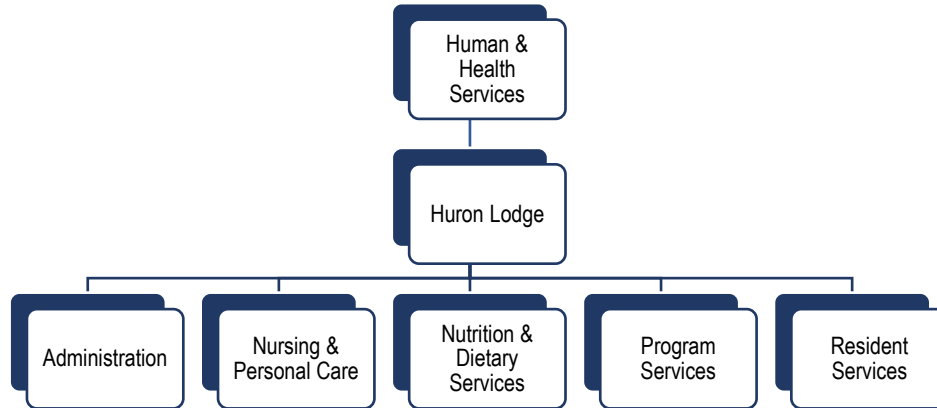 Human &
Health
Services
Huron Lodge
Administration
Nursing &
Personal Care
Nutrition &
Dietary
Services
Program
Services
Resident
Services